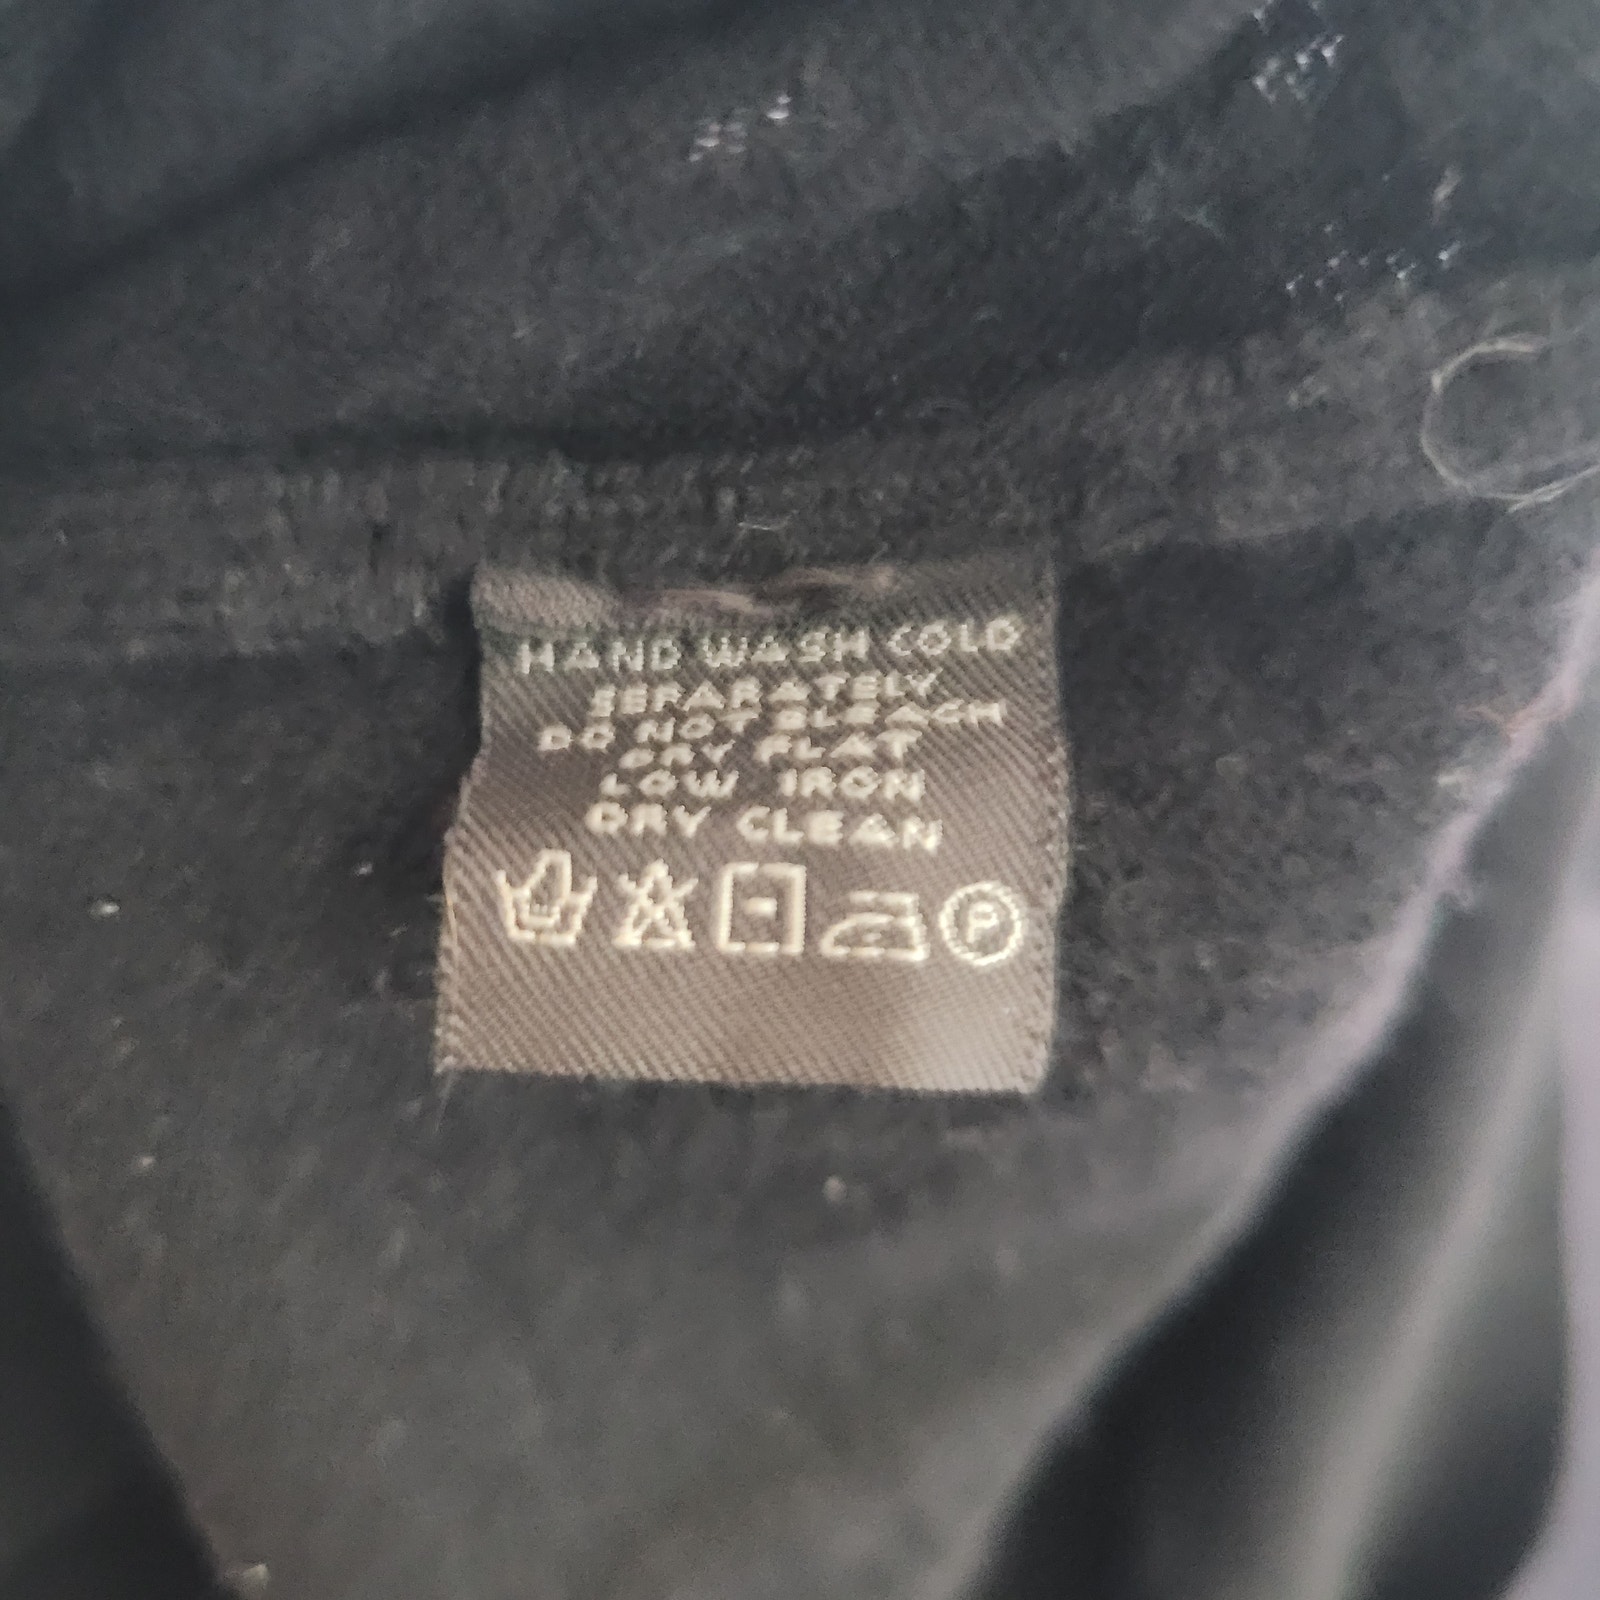 HAND WASH COLD
SEPARATELY
DO NOT BLEACH
DRY FLAT
LOW IRON
DRY CLEAN
P